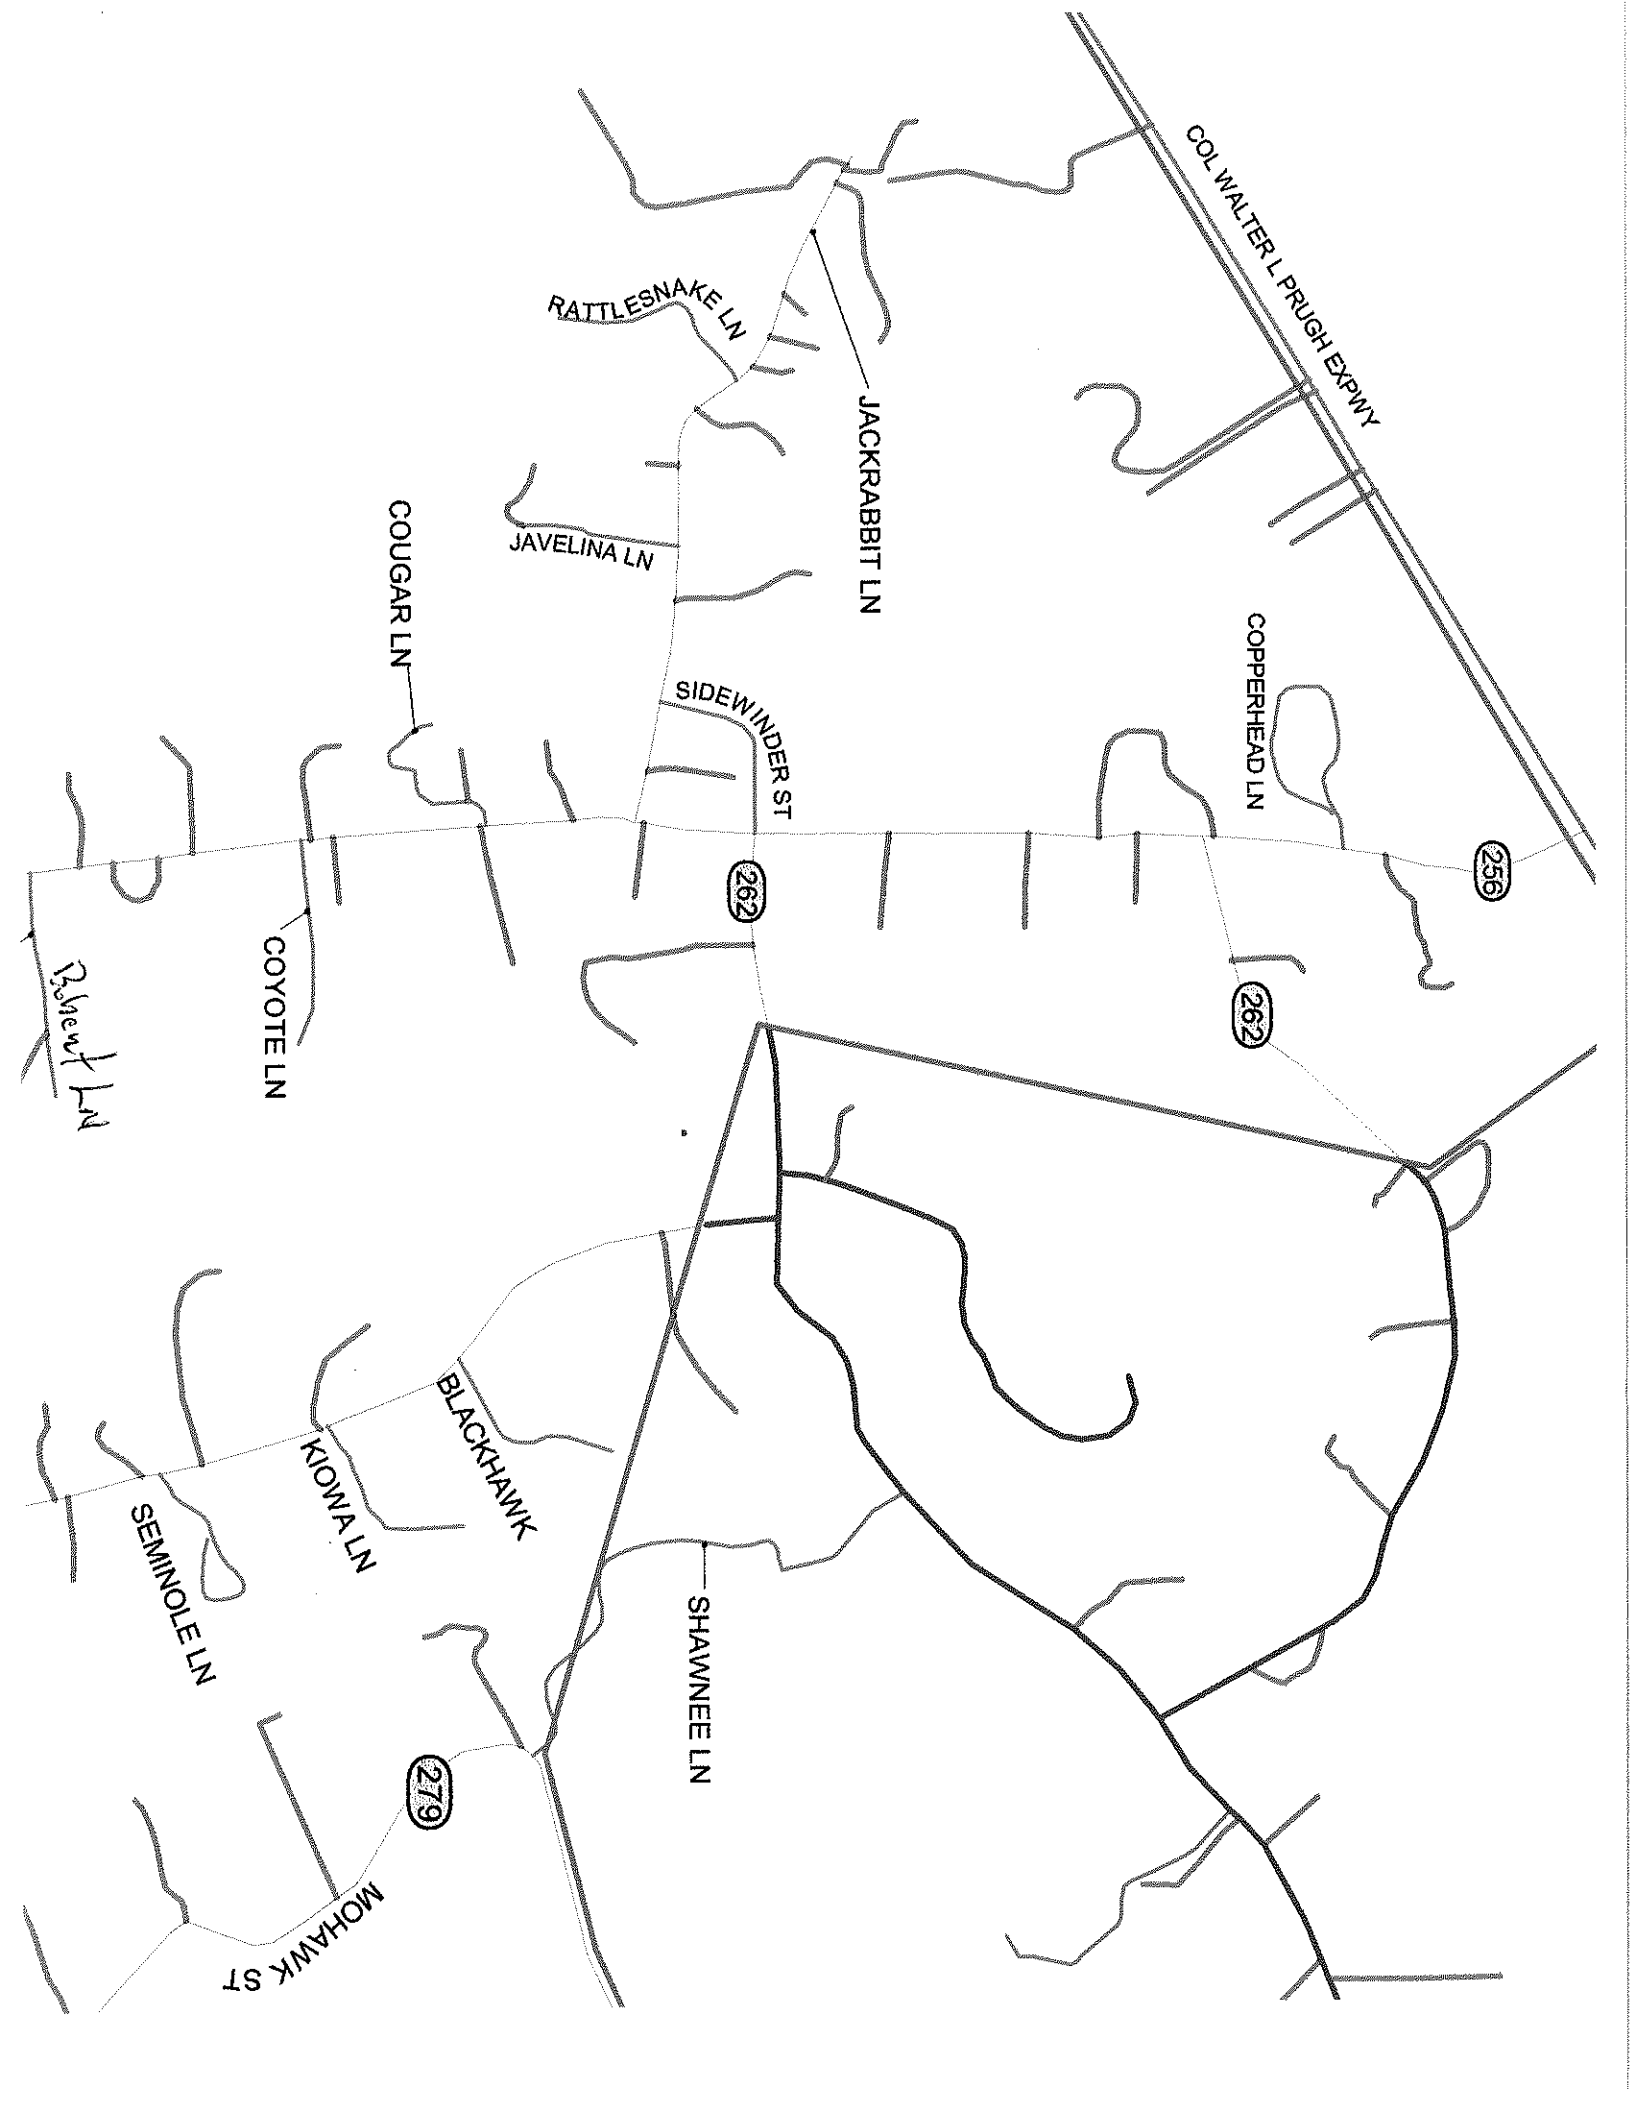 COL WALTER L PRUGH EXPWY
RATTLESNAKE LN
JACKRABBIT LN
JAVELINA LN
COUGAR LN
COPPERHEAD LN
SIDEWINDER ST
256
262
262
COYOTE LN
LN
BLACKHAWK
KIOWA LN
SEMINOLE LN
SHAWNEE LN
279
MOHAWK ST